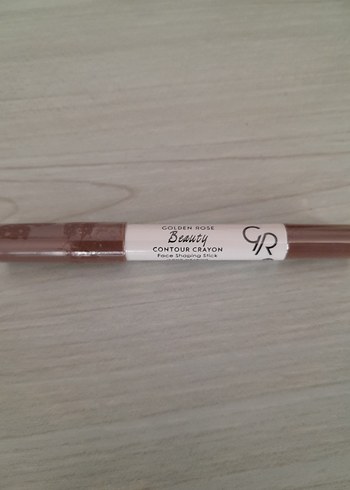 GOLDEN ROSE
Beauty
CONTOUR CRAYON
Face Shaping Stick
GR